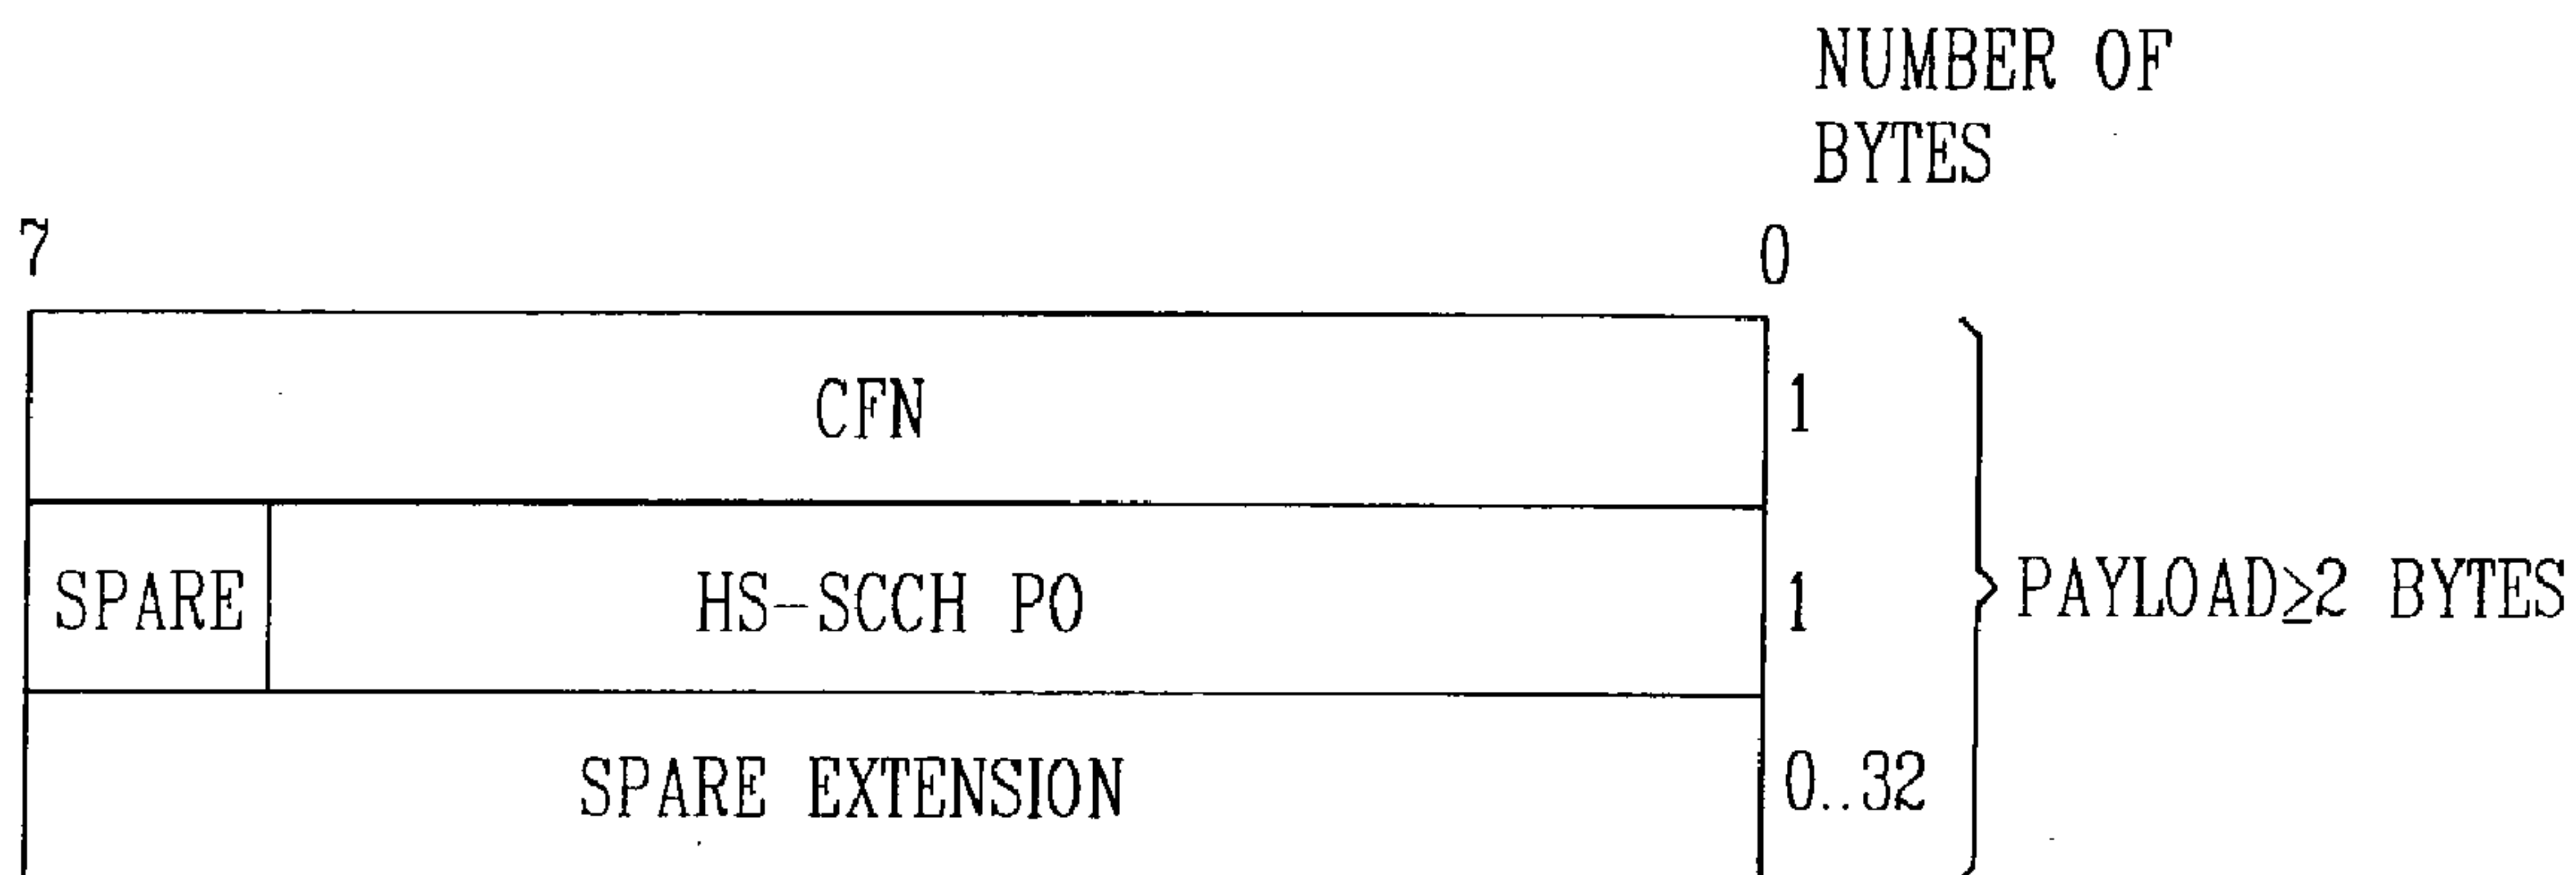 NUMBER OF
BYTES
7 0
CFN 1
SPARE HS-SCCH PO 1
PAYLOAD≥2 BYTES
SPARE EXTENSION 0..32